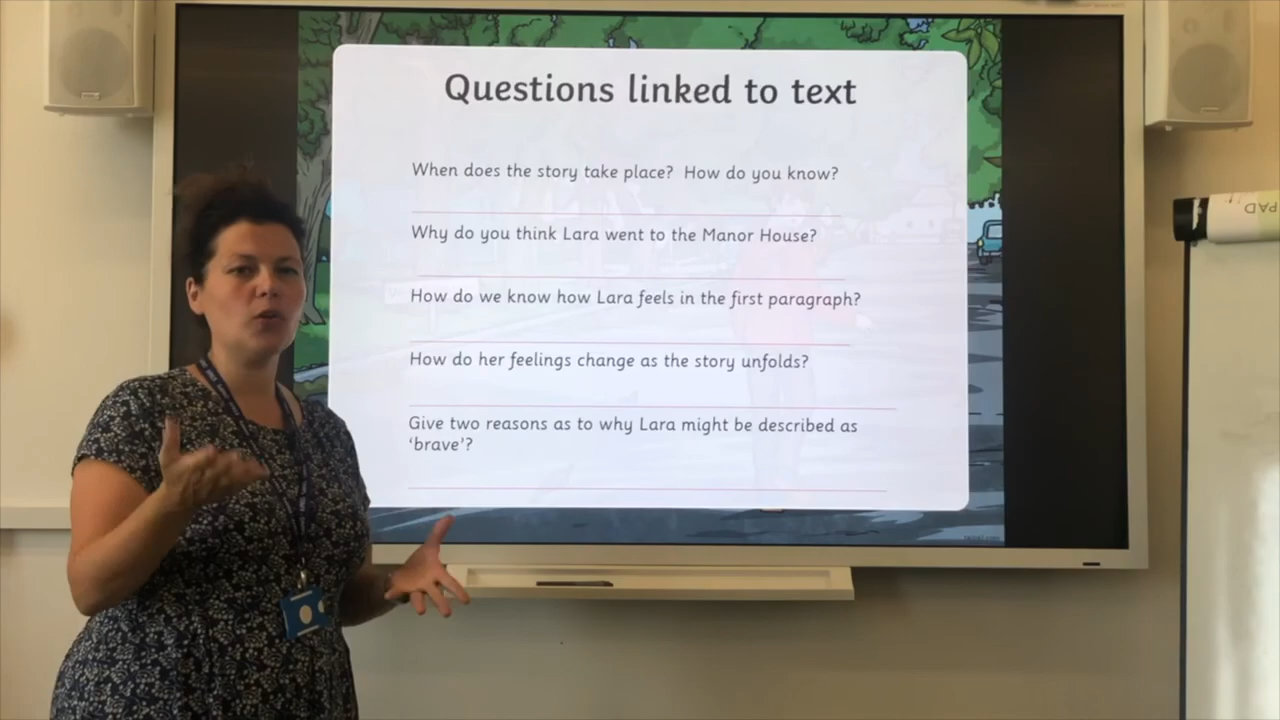 Questions linked to text
When does the story take place? How do you know?
Why do you think Lara went to the Manor House?
How do we know how Lara feels in the first paragraph?
How do her feelings change as the story unfolds?
Give two reasons as to why Lara might be described as
‘brave’?
PAD